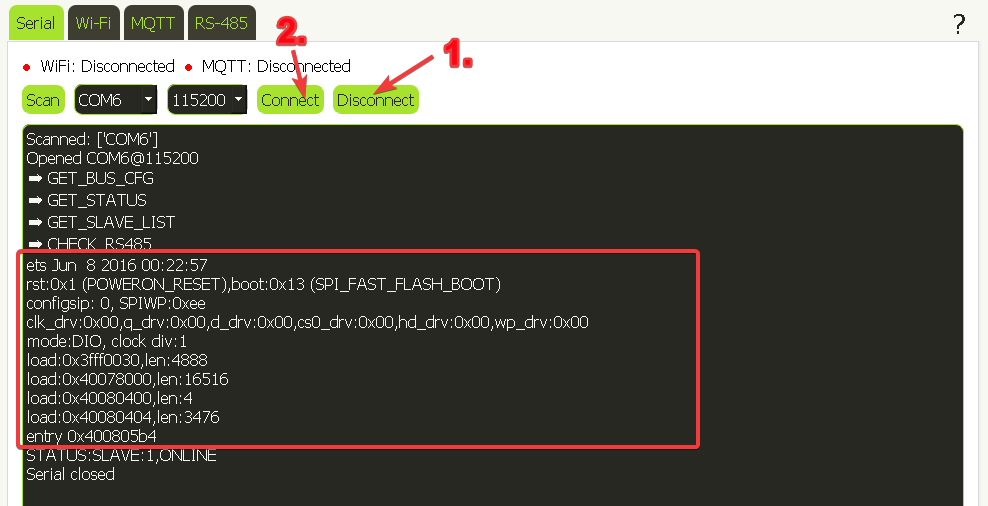 Serial Wi-Fi MQTT RS-485 ?
2. 1.
WiFi: Disconnected MQTT: Disconnected
Scan COM6 115200 Connect Disconnect
Scanned: ['COM6']
Opened COM6@115200
➡ GET_BUS_CFG
➡ GET_STATUS
➡ GET_SLAVE_LIST
➡ CHECK_RS485
ets Jun  8 2016 00:22:57
rst:0x1 (POWERON_RESET),boot:0x13 (SPI_FAST_FLASH_BOOT)
configsip: 0, SPIWP:0xee
clk_drv:0x00,q_drv:0x00,d_drv:0x00,cs0_drv:0x00,hd_drv:0x00,wp_drv:0x00
mode:DIO, clock div:1
load:0x3fff0030,len:4888
load:0x40078000,len:16516
load:0x40080400,len:4
load:0x40080404,len:3476
entry 0x400805b4
STATUS:SLAVE:1,ONLINE
Serial closed